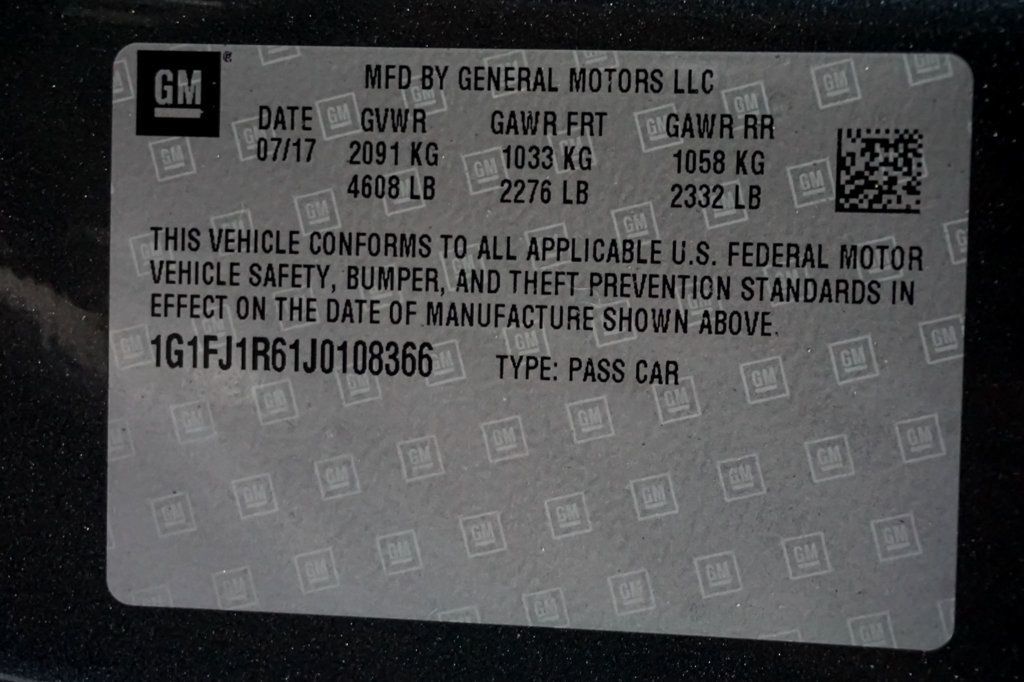 GM ®
MFD BY GENERAL MOTORS LLC
DATE GVWR GAWR FRT GAWR RR
07/17 2091 KG 1033 KG 1058 KG
4608 LB 2276 LB 2332 LB
THIS VEHICLE CONFORMS TO ALL APPLICABLE U.S. FEDERAL MOTOR
VEHICLE SAFETY, BUMPER, AND THEFT PREVENTION STANDARDS IN
EFFECT ON THE DATE OF MANUFACTURE SHOWN ABOVE.
1G1FJ1R61J0108366 TYPE: PASS CAR